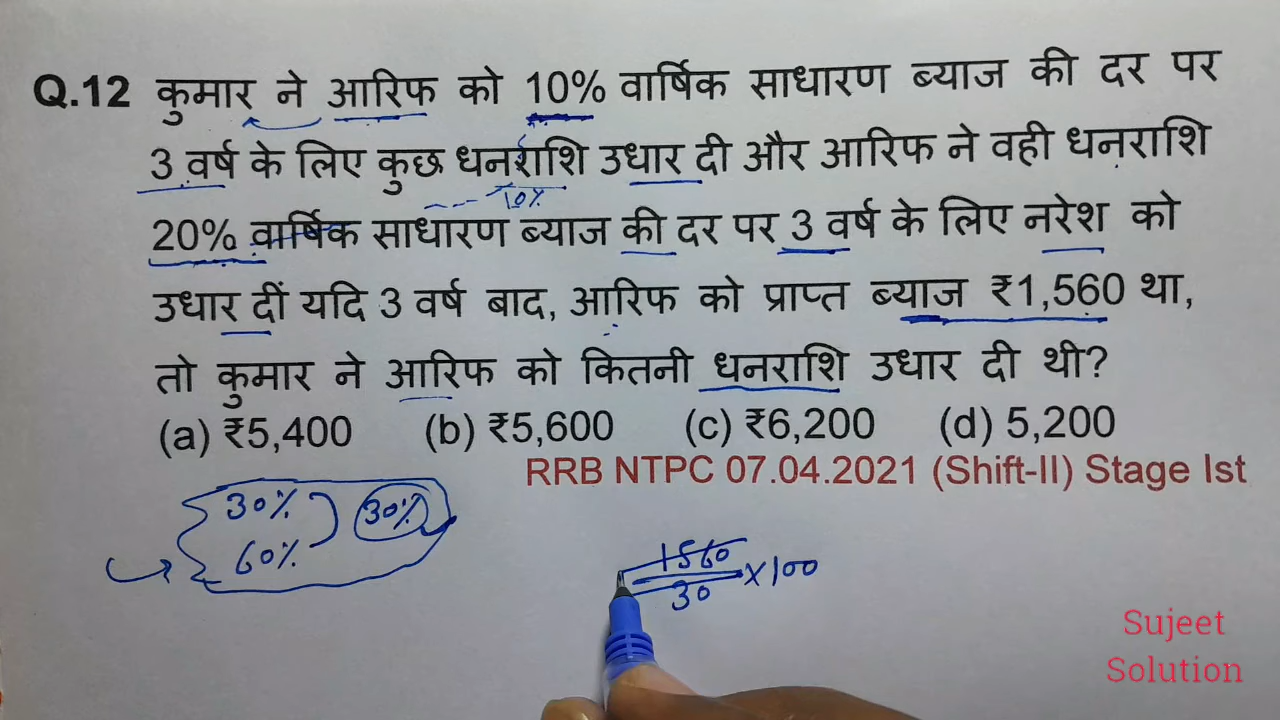 Q.12 कुमार ने आरिफ को 10% वार्षिक साधारण ब्याज की दर पर
3 वर्ष के लिए कुछ धनराशि उधार दी और आरिफ ने वही धनराशि
10%
20% वार्षिक साधारण ब्याज की दर पर 3 वर्ष के लिए नरेश को
उधार दीं यदि 3 वर्ष बाद, आरिफ को प्राप्त ब्याज ₹1,560 था,
तो कुमार ने आरिफ को कितनी धनराशि उधार दी थी?
(a) ₹5,400 (b) ₹5,600 (c) ₹6,200 (d) 5,200
RRB NTPC 07.04.2021 (Shift-II) Stage Ist
30% 30%
60%
1560
30 ×100
Sujeet
Solution